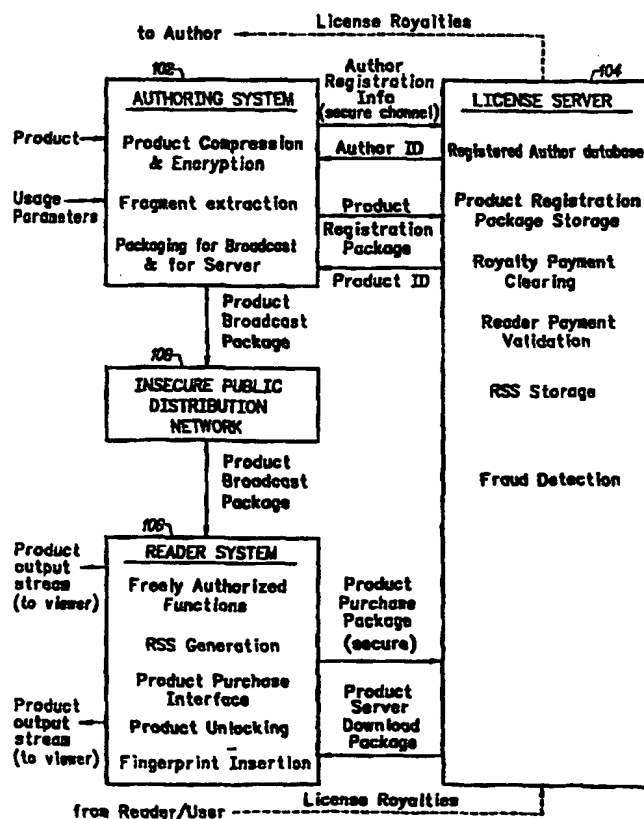 License Royalties
to Author
102
AUTHORING SYSTEM
Product Compression
& Encryption
Fragment extraction
Packaging for Broadcast
& for Server
Product
Usage
Parameters
Author
Registration
Info
(secure channel)
Author ID
Product
Registration
Package
Product ID
104
LICENSE SERVER
Registered Author database
Product Registration
Package Storage
Royalty Payment
Clearing
Reader Payment
Validation
RSS Storage
Fraud Detection
Product
Broadcast
Package
108
INSECURE PUBLIC
DISTRIBUTION
NETWORK
Product
Broadcast
Package
106
READER SYSTEM
Freely Authorized
Functions
RSS Generation
Product Purchase
Interface
Product Unlocking
Fingerprint Insertion
Product
output
stream
(to viewer)
Product
output
stream
(to viewer)
Product
Purchase
Package
(secure)
Product
Server
Download
Package
from Reader/User
License Royalties